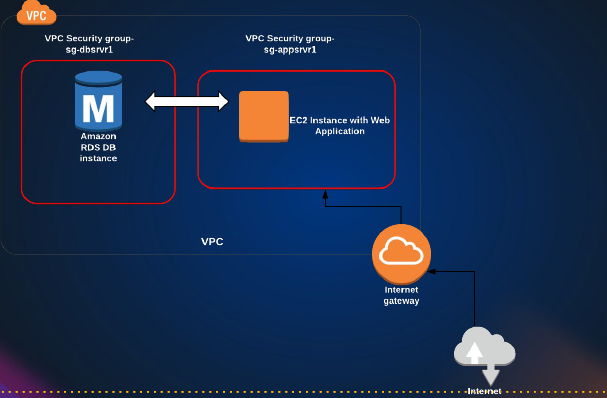 VPC
VPC Security group-
sg-dbsrvr1
VPC Security group-
sg-appsrvr1
M
Amazon
RDS DB
instance
EC2 Instance with Web
Application
VPC
Internet
gateway
Internet